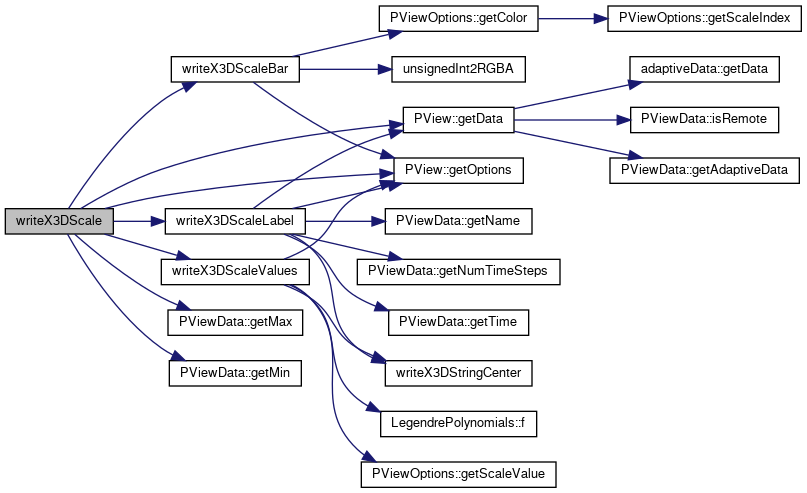 PViewOptions::getColor
PViewOptions::getScaleIndex
writeX3DScaleBar
unsignedInt2RGBA
adaptiveData::getData
PView::getData
PViewData::isRemote
PView::getOptions
PViewData::getAdaptiveData
writeX3DScale
writeX3DScaleLabel
PViewData::getName
writeX3DScaleValues
PViewData::getNumTimeSteps
PViewData::getMax
PViewData::getTime
PViewData::getMin
writeX3DStringCenter
LegendrePolynomials::f
PViewOptions::getScaleValue